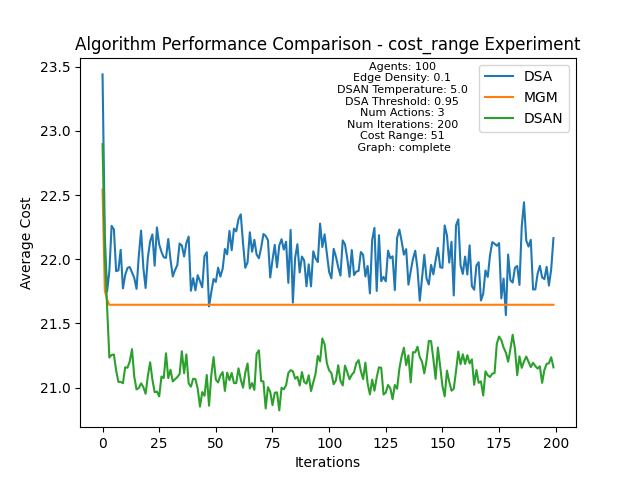 Algorithm Performance Comparison - cost_range Experiment
Agents: 100
Edge Density: 0.1
DSAN Temperature: 5.0
DSA Threshold: 0.95
Num Actions: 3
Num Iterations: 200
Cost Range: 51
Graph: complete
DSA
MGM
DSAN
Average Cost
23.5
23.0
22.5
22.0
21.5
21.0
0 25 50 75 100 125 150 175 200
Iterations